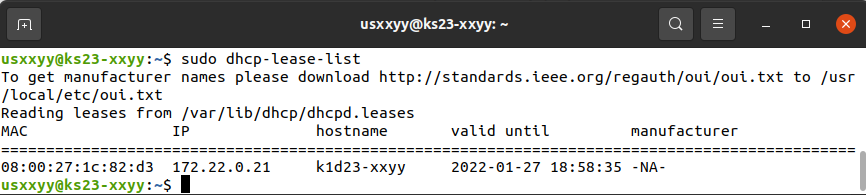 usxxyy@ks23-xxyy: ~
usxxyy@ks23-xxyy:~$ sudo dhcp-lease-list
To get manufacturer names please download http://standards.ieee.org/regauth/oui/oui.txt to /usr
/local/etc/oui.txt
Reading leases from /var/lib/dhcp/dhcpd.leases
MAC                IP              hostname       valid until         manufacturer
===============================================================================================
08:00:27:1c:82:d3  172.22.0.21     k1d23-xxyy     2022-01-27 18:58:35 -NA-
usxxyy@ks23-xxyy:~$